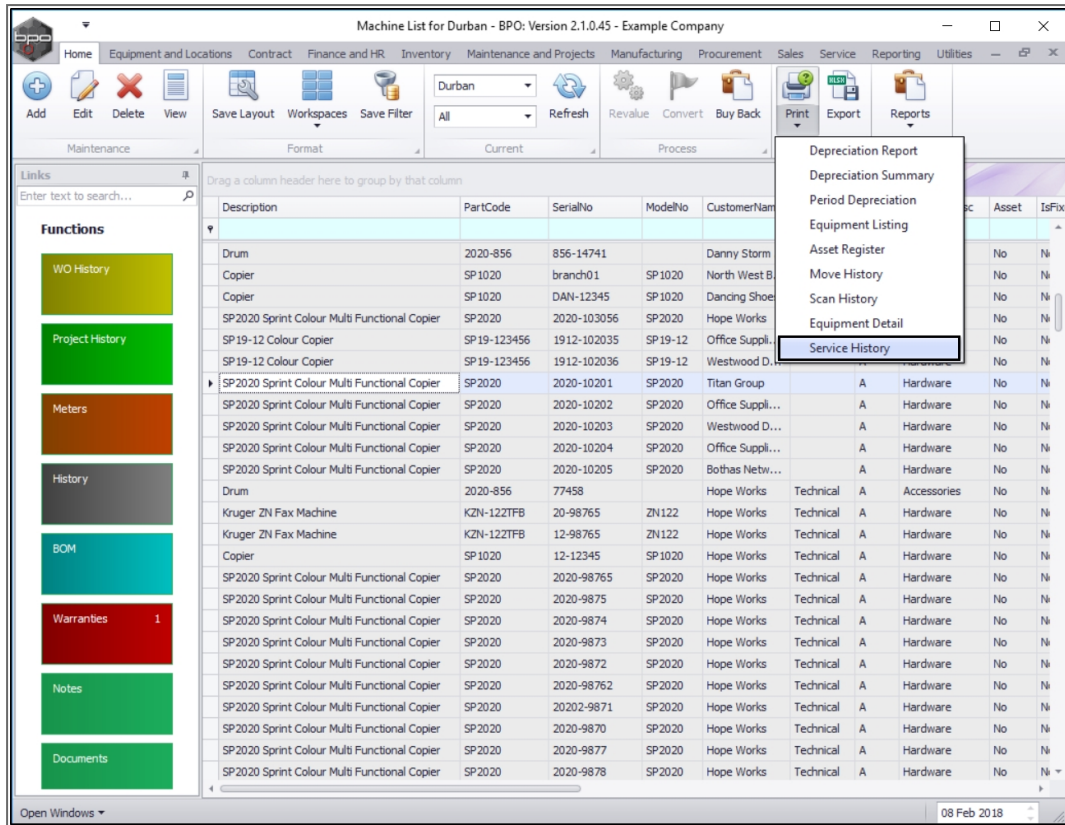 Machine List for Durban - BPO: Version 2.1.0.45 - Example Company
bpo
Home Equipment and Locations Contract Finance and HR Inventory Maintenance and Projects Manufacturing Procurement Sales Service Reporting Utilities
Durban
All
Add Edit Delete View Save Layout Workspaces Save Filter Refresh Revalue Convert Buy Back Print Export Reports
Maintenance Format Current Process
Depreciation Report
Depreciation Summary
Period Depreciation
Equipment Listing
Asset Register
Move History
Scan History
Equipment Detail
Service History
Links
Enter text to search...
Functions
WO History
Project History
Meters
History
BOM
Warranties 1
Notes
Documents
Drag a column header here to group by that column
Description PartCode SerialNo ModelNo CustomerNam Asset IsFix
Drum 2020-856 856-14741 Danny Storm No
Copier SP1020 branch01 SP1020 North West B. No
Copier SP1020 DAN-12345 SP1020 Dancing Shoe No
SP2020 Sprint Colour Multi Functional Copier SP2020 2020-103056 SP2020 Hope Works No
SP19-12 Colour Copier SP19-123456 1912-102035 SP19-12 Office Suppli.. No
SP19-12 Colour Copier SP19-123456 1912-102036 SP19-12 Westwood D... A Hardware No
SP2020 Sprint Colour Multi Functional Copier SP2020 2020-10201 SP2020 Titan Group A Hardware No
SP2020 Sprint Colour Multi Functional Copier SP2020 2020-10202 SP2020 Office Suppli... A Hardware No
SP2020 Sprint Colour Multi Functional Copier SP2020 2020-10203 SP2020 Westwood D... A Hardware No
SP2020 Sprint Colour Multi Functional Copier SP2020 2020-10204 SP2020 Office Suppli... A Hardware No
SP2020 Sprint Colour Multi Functional Copier SP2020 2020-10205 SP2020 Bothas Netw... A Hardware No
Drum 2020-856 77458 Hope Works Technical A Accessories No
Kruger ZN Fax Machine KZN-122TFB 20-98765 ZN122 Hope Works Technical A Hardware No
Kruger ZN Fax Machine KZN-122TFB 12-98765 ZN122 Hope Works Technical A Hardware No
Copier SP1020 12-12345 SP1020 Hope Works Technical A Hardware No
SP2020 Sprint Colour Multi Functional Copier SP2020 2020-98765 SP2020 Hope Works Technical A Hardware No
SP2020 Sprint Colour Multi Functional Copier SP2020 2020-9875 SP2020 Hope Works Technical A Hardware No
SP2020 Sprint Colour Multi Functional Copier SP2020 2020-9874 SP2020 Hope Works Technical A Hardware No
SP2020 Sprint Colour Multi Functional Copier SP2020 2020-9873 SP2020 Hope Works Technical A Hardware No
SP2020 Sprint Colour Multi Functional Copier SP2020 2020-9872 SP2020 Hope Works Technical A Hardware No
SP2020 Sprint Colour Multi Functional Copier SP2020 2020-98762 SP2020 Hope Works Technical A Hardware No
SP2020 Sprint Colour Multi Functional Copier SP2020 20202-9871 SP2020 Hope Works Technical A Hardware No
SP2020 Sprint Colour Multi Functional Copier SP2020 2020-9870 SP2020 Hope Works Technical A Hardware No
SP2020 Sprint Colour Multi Functional Copier SP2020 2020-9877 SP2020 Hope Works Technical A Hardware No
SP2020 Sprint Colour Multi Functional Copier SP2020 2020-9878 SP2020 Hope Works Technical A Hardware No
Open Windows 08 Feb 2018